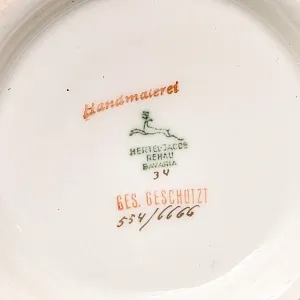 Handmalerei
HERTEL-JACOB
REHAU
BAVARIA
34
GES. GESCHÜTZT
554/6666